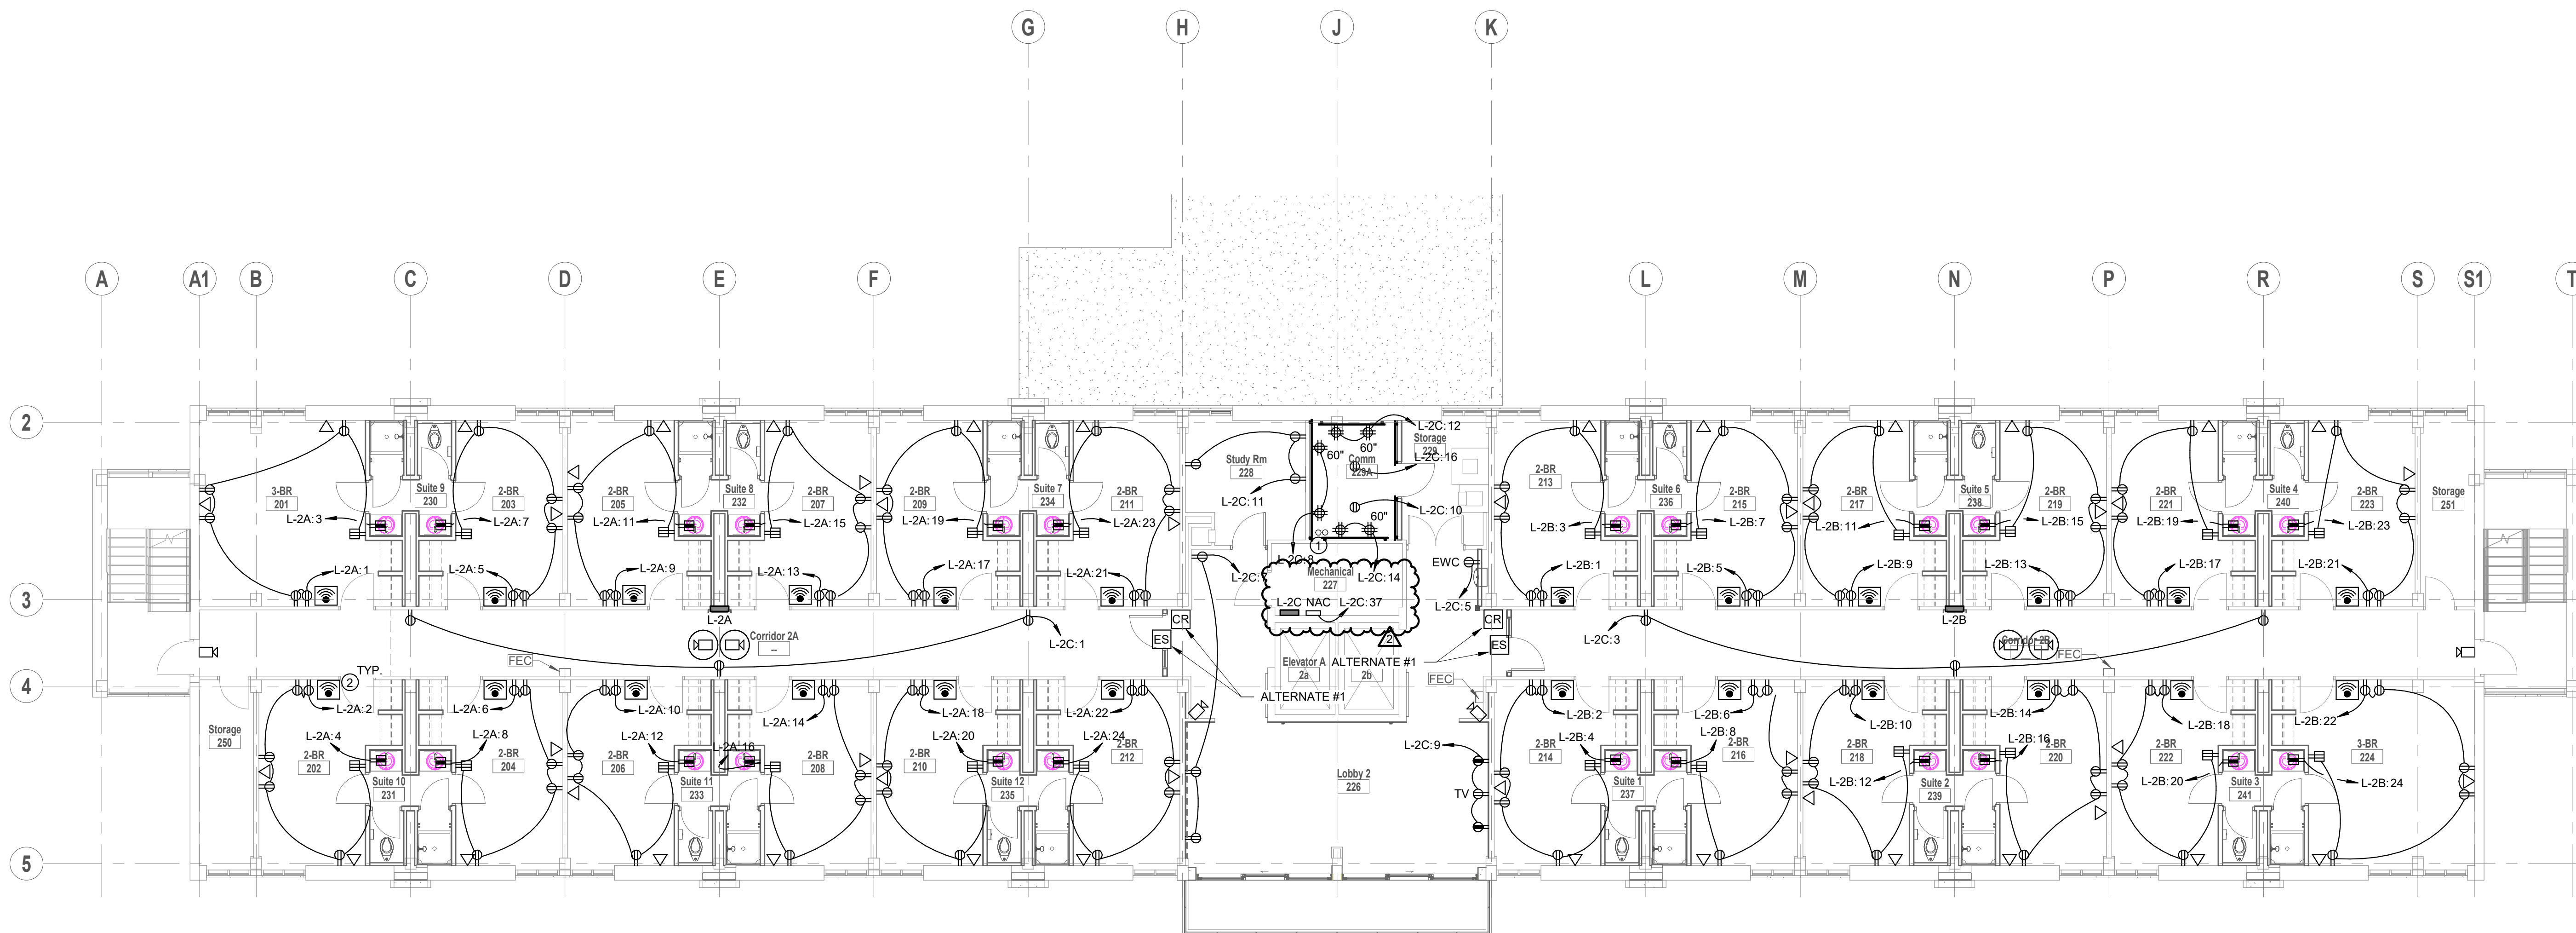 G H J K
A A1 B C D E F L M N P R S S1 T
2
L-2C:12
60"
60"
Storage
229
Comm
229A
L-2C:16
Study Rm
228
L-2C:11
L-2C:10
60"
3-BR
201
Suite 9
230
2-BR
203
2-BR
205
Suite 8
232
2-BR
207
2-BR
209
Suite 7
234
2-BR
211
2-BR
213
Suite 6
236
2-BR
215
2-BR
217
Suite 5
238
2-BR
219
2-BR
221
Suite 4
240
2-BR
223
Storage
251
L-2A:3
L-2A:7
L-2A:11
L-2A:15
L-2A:19
L-2A:23
L-2B:3
L-2B:7
L-2B:11
L-2B:15
L-2B:19
L-2B:23
1
L-2C:8
EWC
Mechanical
227
L-2C:14
L-2A:1
L-2A:5
L-2A:9
L-2A:13
L-2A:17
L-2A:21
L-2B:1
L-2B:5
L-2B:9
L-2B:13
L-2B:17
L-2B:21
3
L-2C NAC
L-2C:37
L-2C:5
L-2A
CR
CR
L-2B
Corridor 2A
--
ES
ES
L-2C:1
2
L-2C:3
Corridor 2B
FEC
FEC
Elevator A
2a
2b
ALTERNATE #1
FEC
ALTERNATE #1
TYP.
2
4
L-2A:2
L-2A:6
L-2A:10
L-2A:14
L-2A:18
L-2A:22
L-2B:2
L-2B:6
L-2B:10
L-2B:14
L-2B:18
L-2B:22
Storage
250
L-2A:4
L-2A:8
L-2A:12
L-2A:16
L-2A:20
L-2A:24
L-2C:9
L-2B:4
L-2B:8
L-2B:12
L-2B:16
L-2B:20
L-2B:24
2-BR
202
Suite 10
231
2-BR
204
2-BR
206
Suite 11
233
2-BR
208
2-BR
210
Suite 12
235
2-BR
212
Lobby 2
226
TV
2-BR
214
Suite 1
237
2-BR
216
2-BR
218
Suite 2
239
2-BR
220
2-BR
222
Suite 3
241
3-BR
224
5